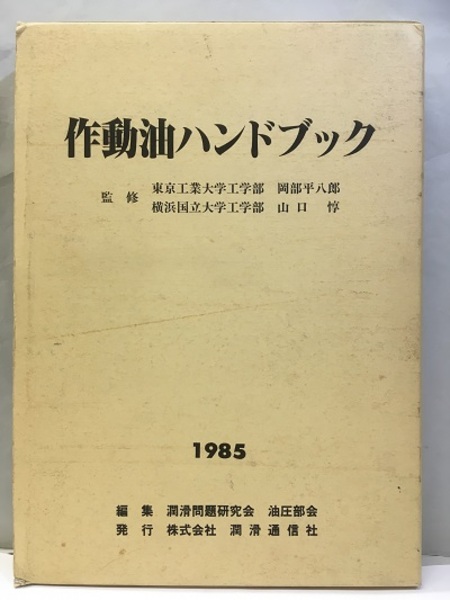 作動油ハンドブック
監修 東京工業大学工学部 岡部平八郎
横浜国立大学工学部 山口惇
1985
編集 潤滑問題研究会 油圧部会
発行 株式会社 潤滑通信社